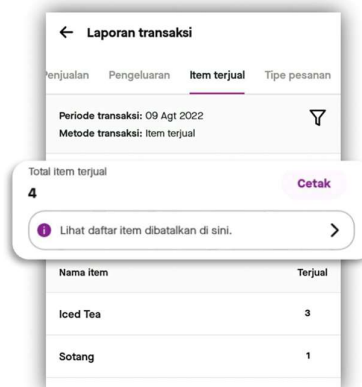 Laporan transaksi
Penjualan Pengeluaran Item terjual Tipe pesanan
Periode transaksi: 09 Agt 2022
Metode transaksi: Item terjual
Total item terjual
4
Cetak
Lihat daftar item dibatalkan di sini.
Nama item Terjual
Iced Tea 3
Sotang 1